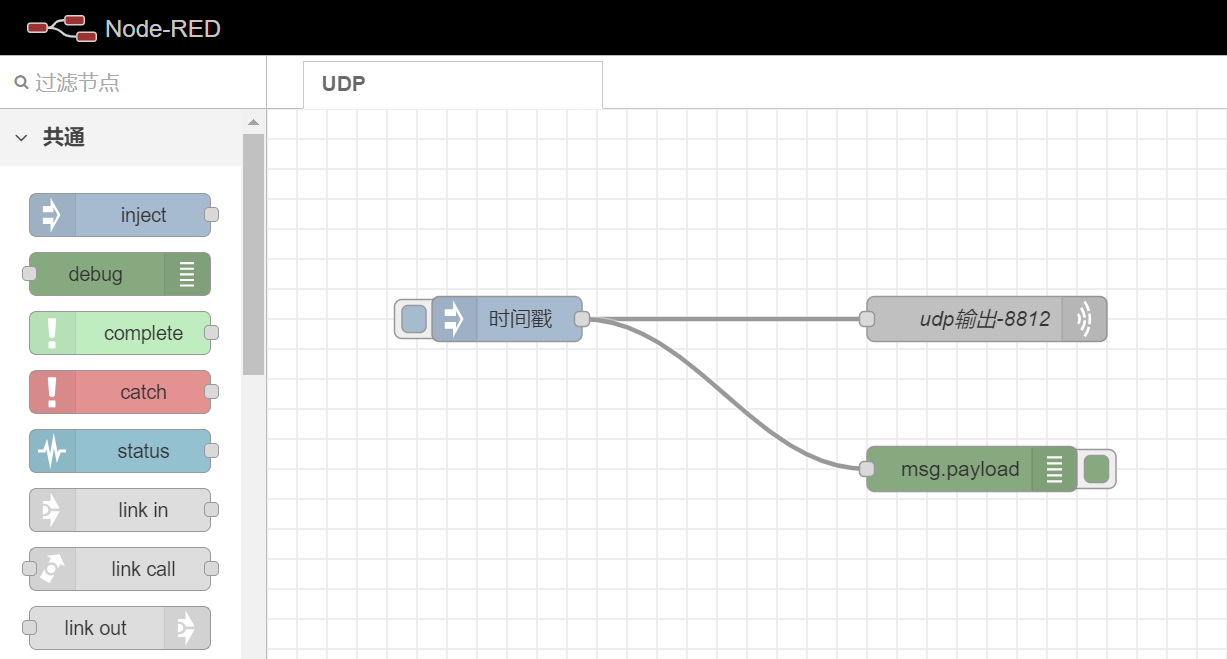 Node-RED
过滤节点
UDP
共通
inject
debug
complete
catch
status
link in
link call
link out
时间戳
udp输出-8812
msg.payload